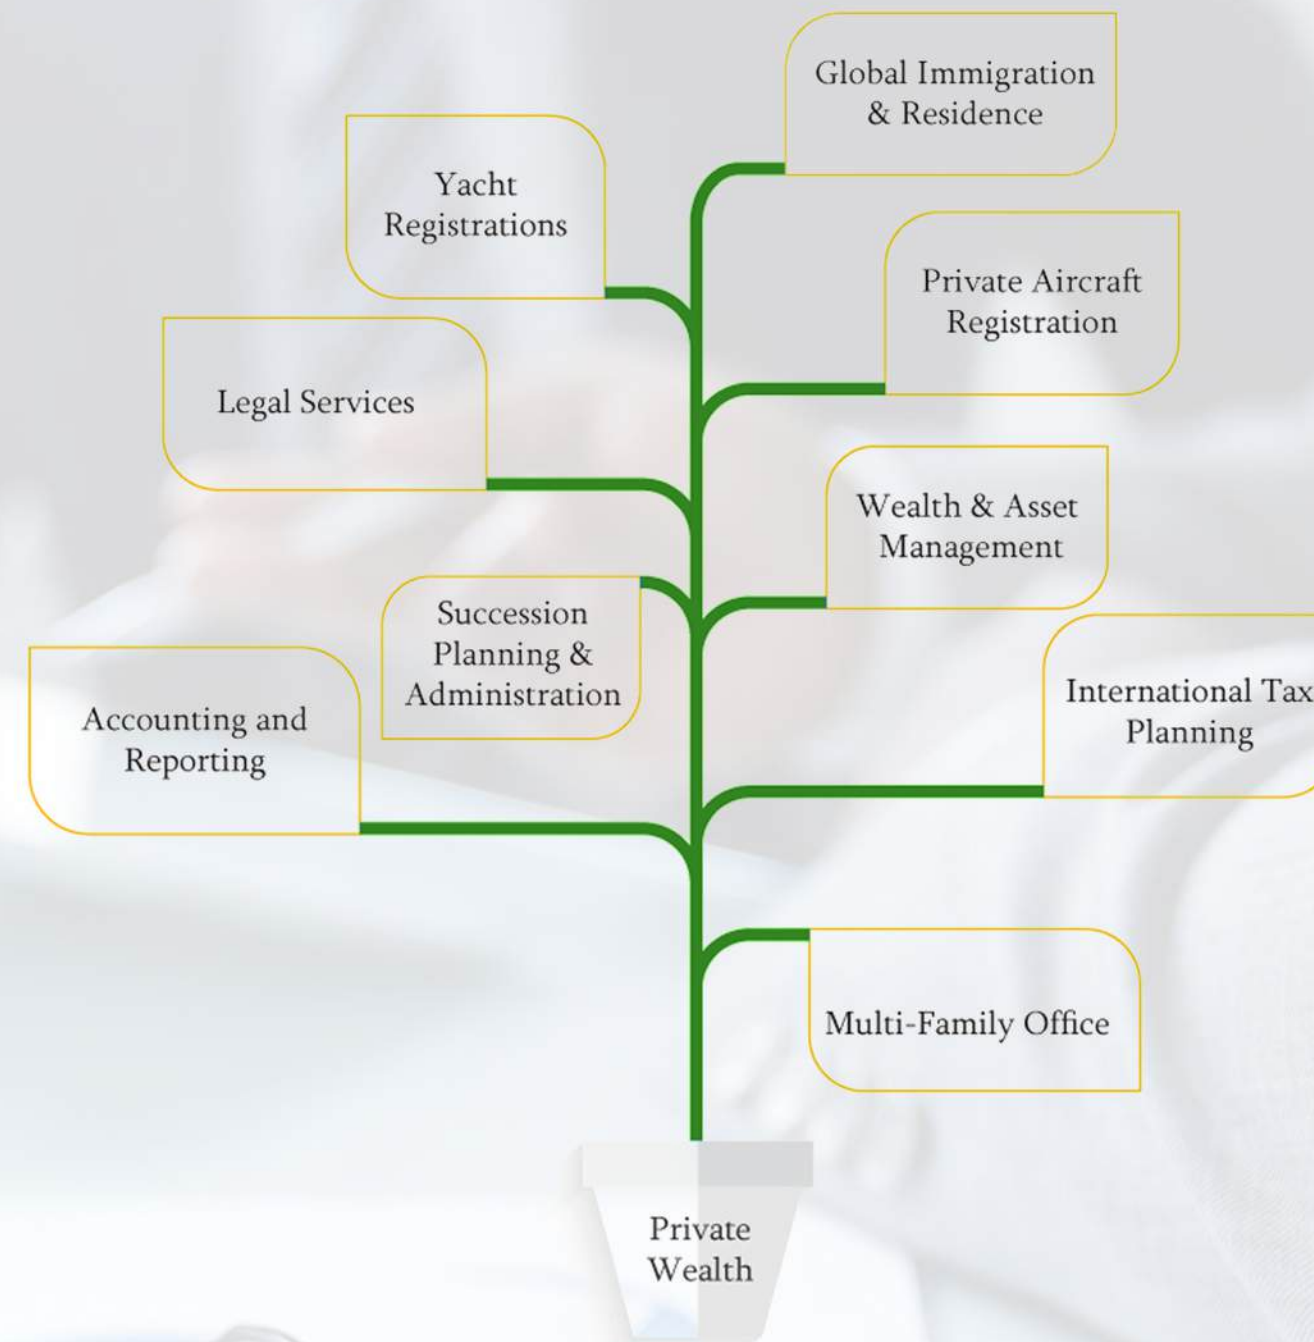 Global Immigration
& Residence
Yacht
Registrations
Private Aircraft
Registration
Legal Services
Wealth & Asset
Management
Succession
Planning &
Administration
Accounting and
Reporting
International Tax
Planning
Multi-Family Office
Private
Wealth